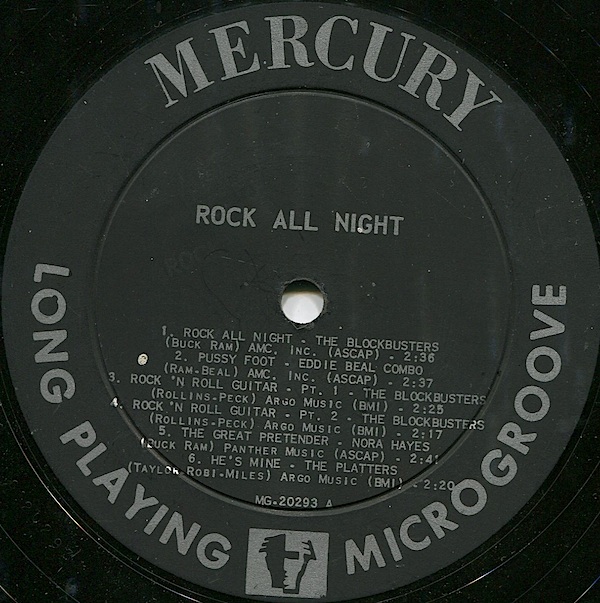 MERCURY
ROCK ALL NIGHT
1. ROCK ALL NIGHT - THE BLOCKBUSTERS
(BUCK RAM) AMC, INC. (ASCAP) - 2:36
2. PUSSY FOOT - EDDIE BEAL COMBO
(RAM-BEAL) AMC, INC. (ASCAP) - 2:37
3. ROCK 'N ROLL GUITAR - PT. 1 - THE BLOCKBUSTERS
(ROLLINS-PECK) ARGO MUSIC (BMI) - 2:25
4. ROCK 'N ROLL GUITAR - PT. 2 - THE BLOCKBUSTERS
(ROLLINS-PECK) ARGO MUSIC (BMI) - 2:17
5. THE GREAT PRETENDER - NORA HAYES
(BUCK RAM) PANTHER MUSIC (ASCAP) - 2:41
6. HE'S MINE - THE PLATTERS
(TAYLOR-ROBI-MILES) ARGO MUSIC (BMI) - 2:20
MG-20293 A
LONG PLAYING MICROGROOVE